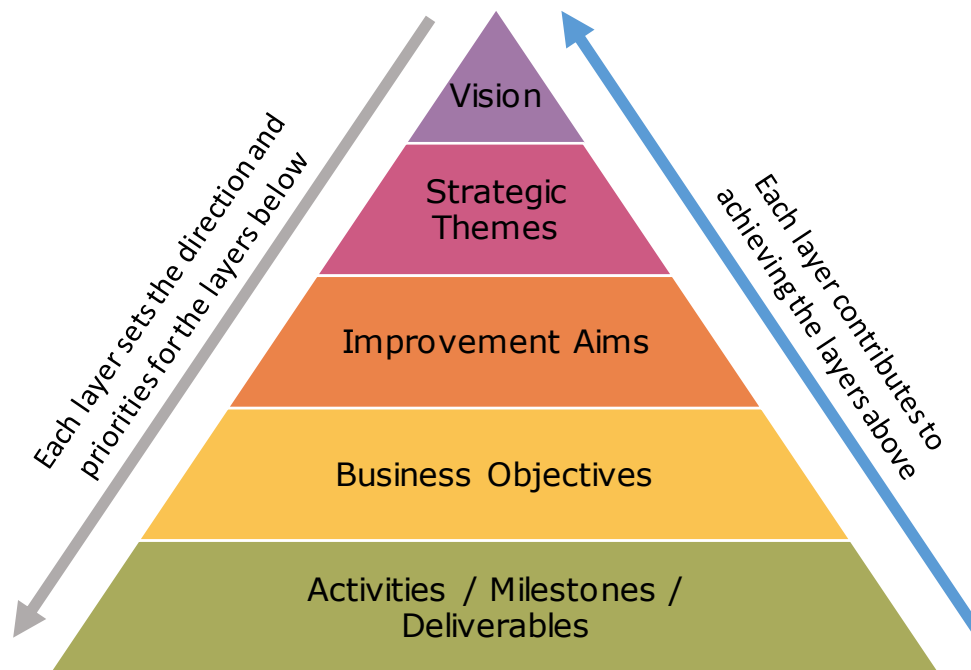 Vision
Strategic
Themes
Improvement Aims
Business Objectives
Activities / Milestones /
Deliverables
Each layer sets the direction and
priorities for the layers below
Each layer contributes to
achieving the layers above